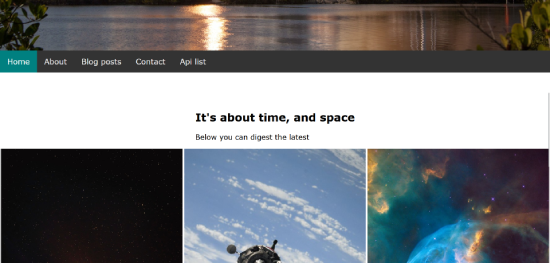 Home About Blog posts Contact Api list
It's about time, and space
Below you can digest the latest